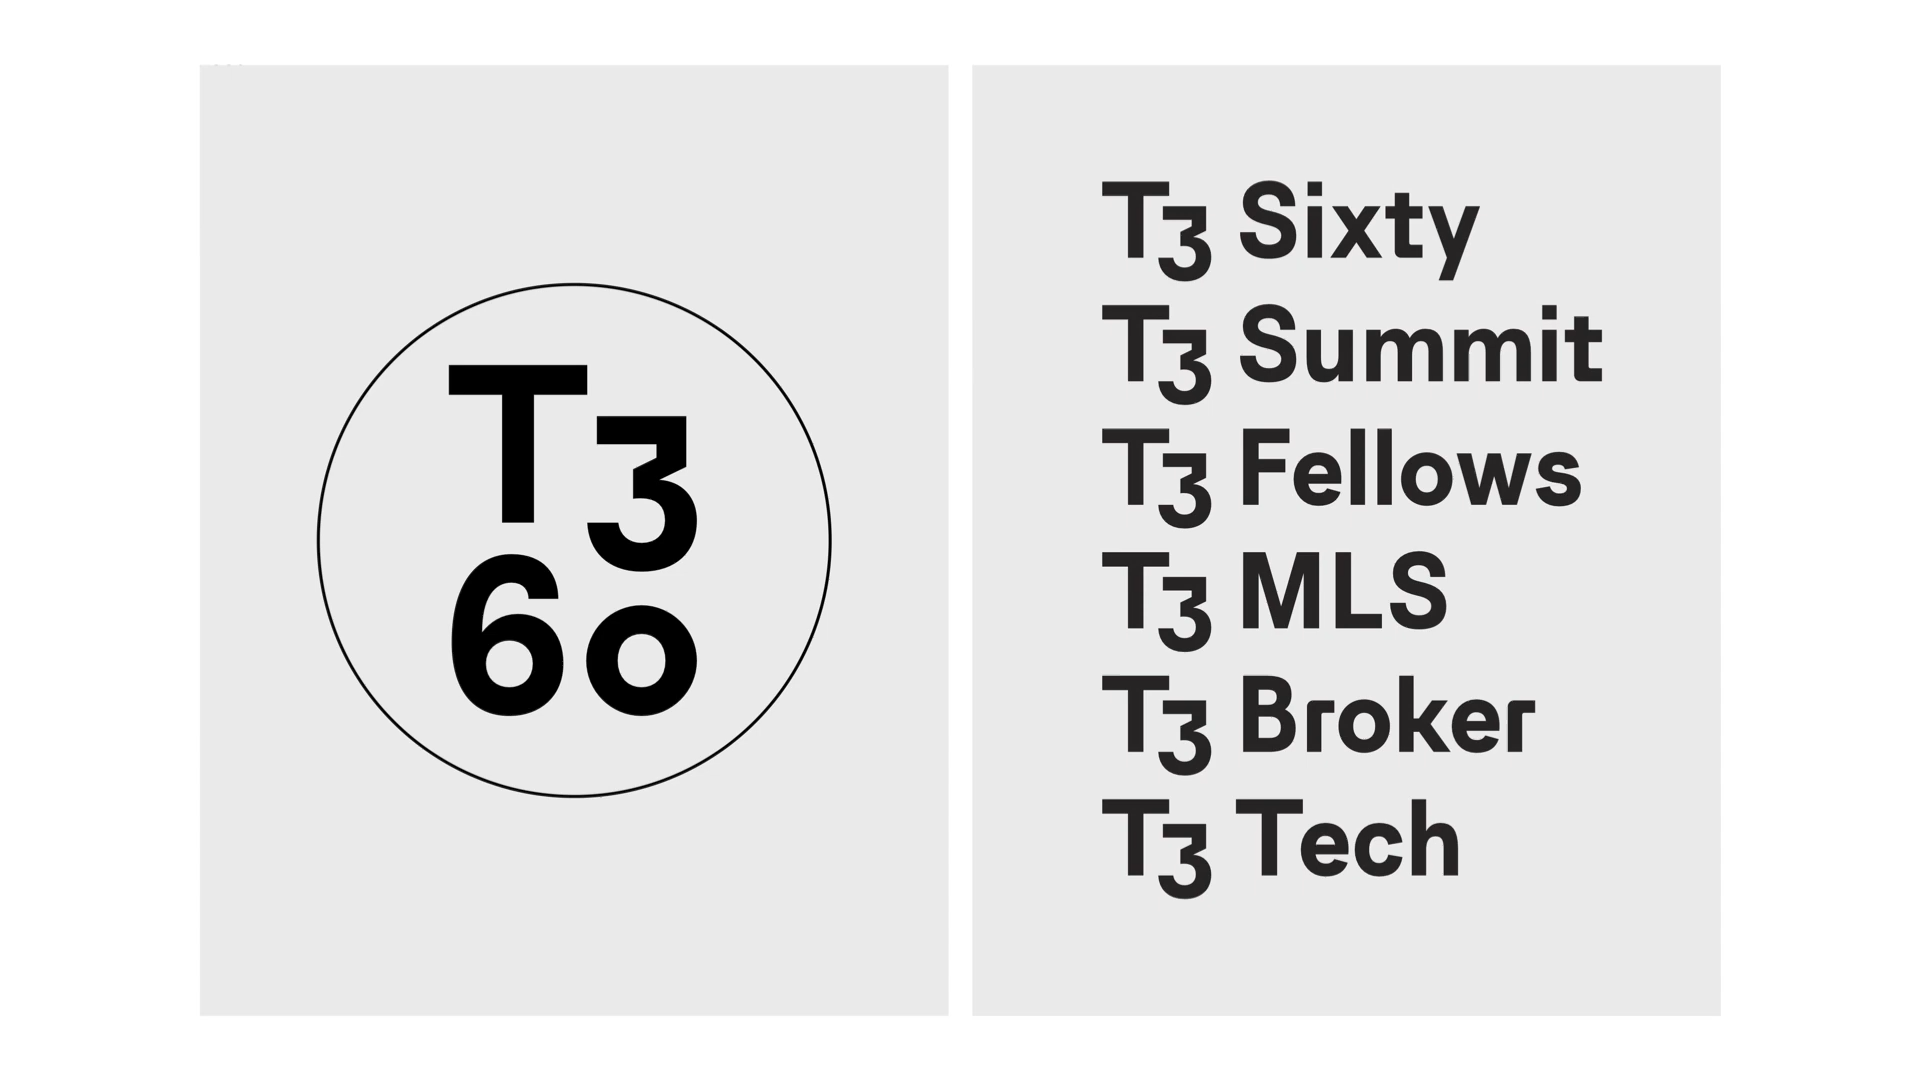 T3
60
T3 Sixty
T3 Summit
T3 Fellows
T3 MLS
T3 Broker
T3 Tech